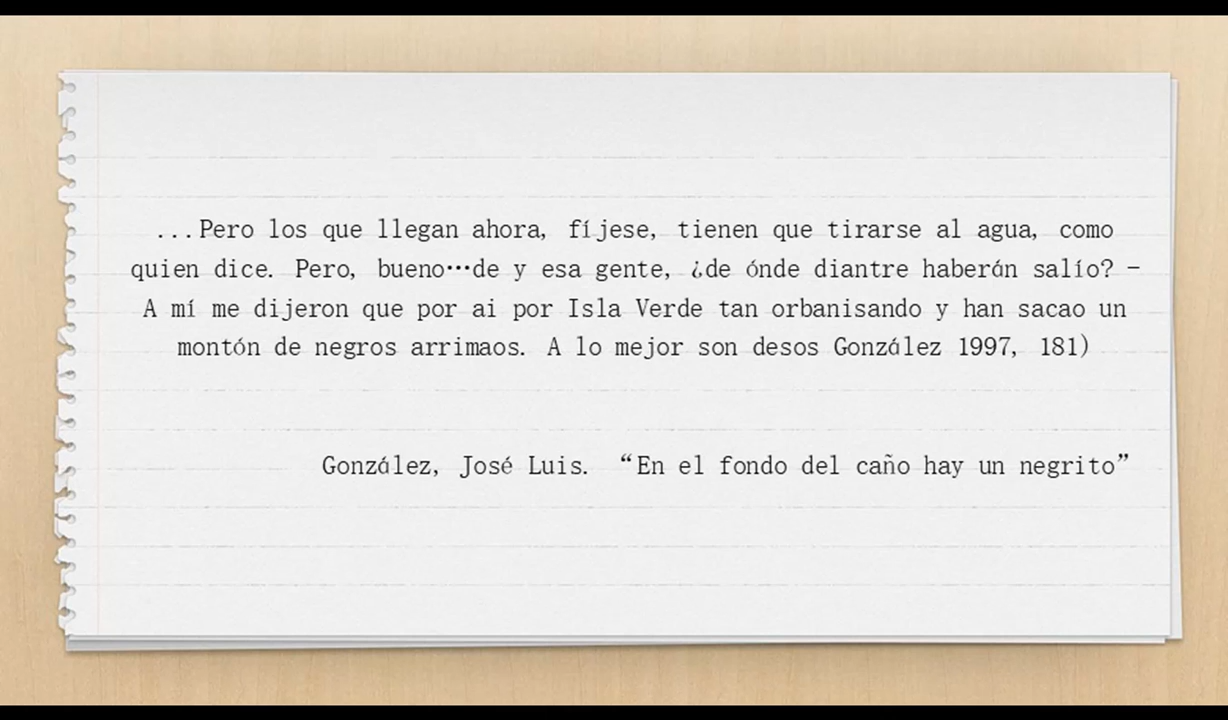 ...Pero los que llegan ahora, fíjese, tienen que tirarse al agua, como
quien dice. Pero, bueno…de y esa gente, ¿de ónde diantre haberán salío? –
A mí me dijeron que por ai por Isla Verde tan orbanisando y han sacao un
montón de negros arrimaos. A lo mejor son desos González 1997, 181)
González, José Luis. “En el fondo del caño hay un negrito”